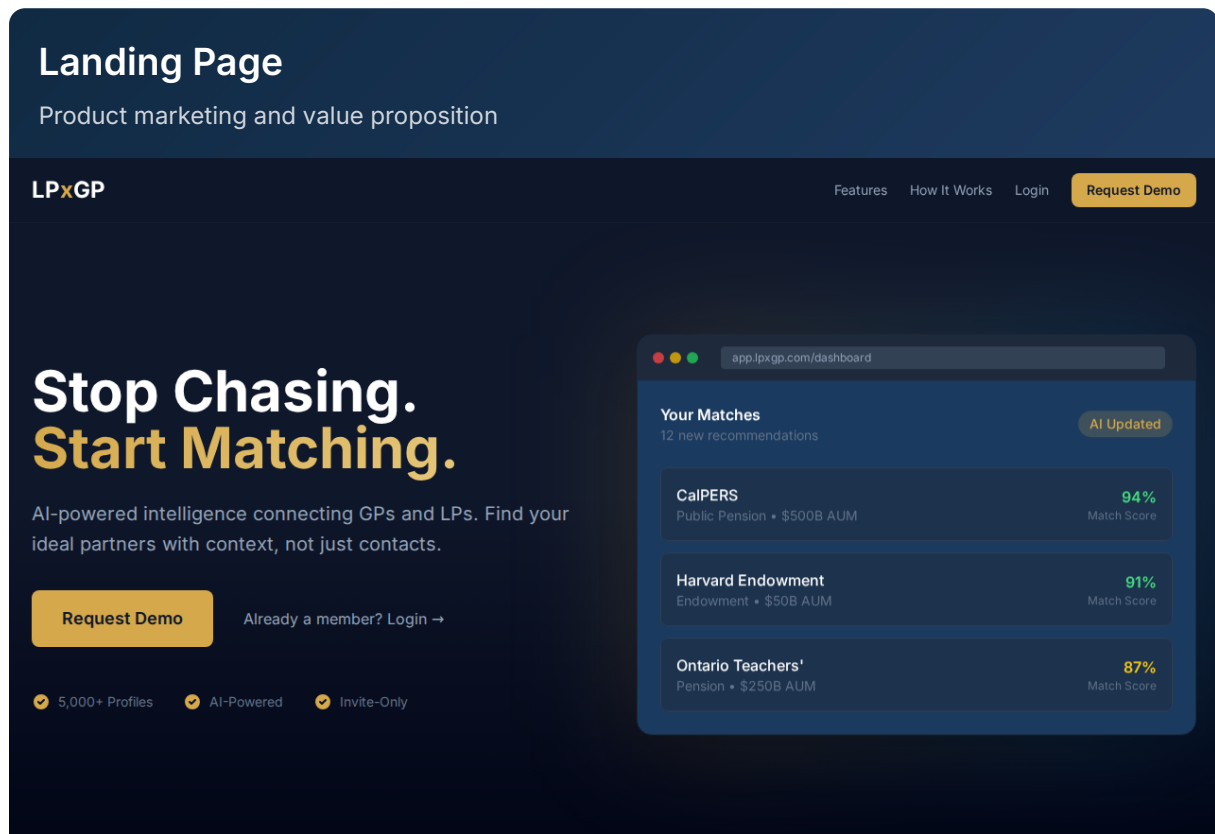 Landing Page
Product marketing and value proposition
LPxGP
Features
How It Works
Login
Request Demo
Stop Chasing.
Start Matching.
AI-powered intelligence connecting GPs and LPs. Find your
ideal partners with context, not just contacts.
Request Demo
Already a member? Login →
5,000+ Profiles
AI-Powered
Invite-Only
app.lpxgp.com/dashboard
Your Matches
12 new recommendations
AI Updated
CalPERS
Public Pension • $500B AUM
94%
Match Score
Harvard Endowment
Endowment • $50B AUM
91%
Match Score
Ontario Teachers'
Pension • $250B AUM
87%
Match Score